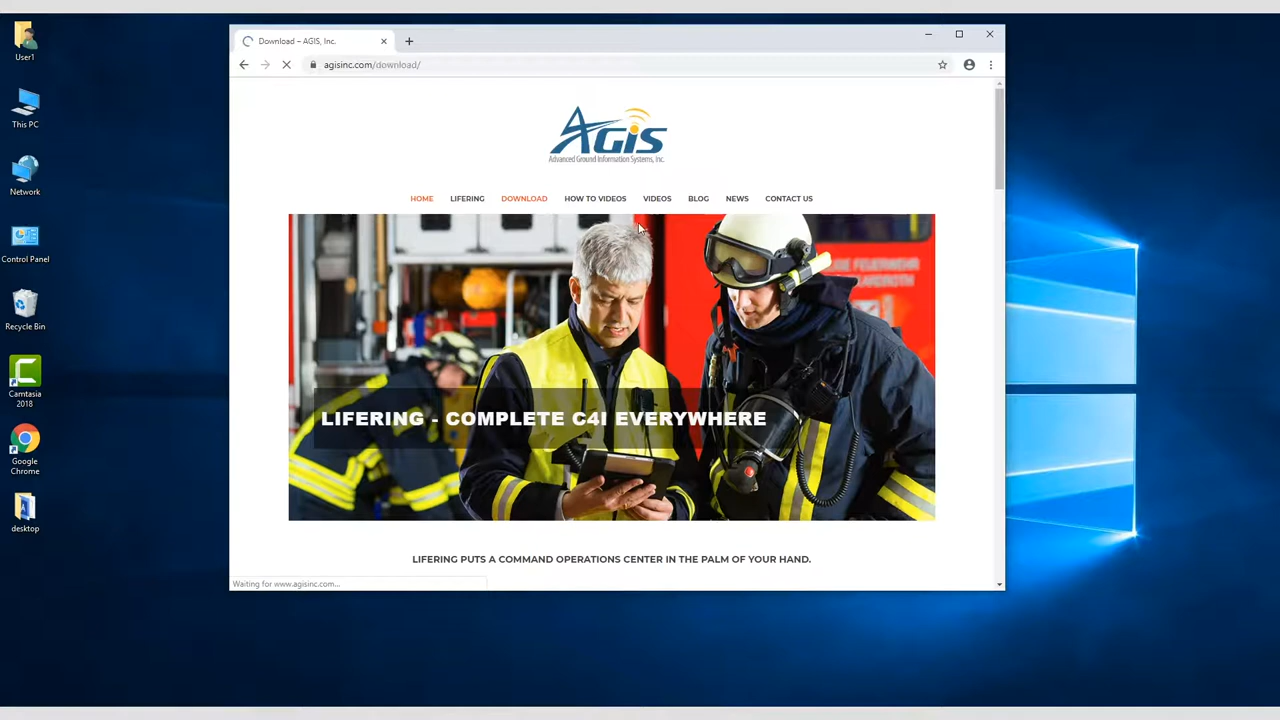 User1
This PC
Network
Control Panel
Recycle Bin
Camtasia
2018
Google
Chrome
desktop
Download – AGIS, Inc.
agisinc.com/download/
AGIS
Advanced Ground Information Systems, Inc.
HOME LIFERING DOWNLOAD HOW TO VIDEOS VIDEOS BLOG NEWS CONTACT US
LIFERING - COMPLETE C4I EVERYWHERE
LIFERING PUTS A COMMAND OPERATIONS CENTER IN THE PALM OF YOUR HAND.
Waiting for www.agisinc.com...